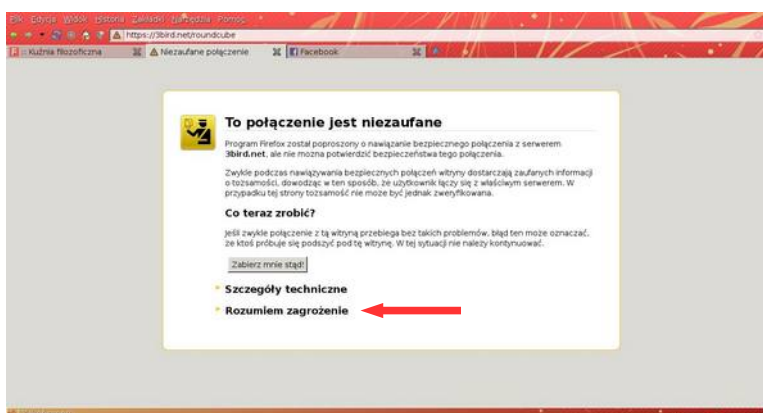 Plik Edycja Widok Historia Zakładki Narzędzia Pomoc
https://3bird.net/roundcube
:: Kuźnia filozoficzna
Niezaufane połączenie
Facebook
To połączenie jest niezaufane
Program Firefox został poproszony o nawiązanie bezpiecznego połączenia z serwerem
3bird.net, ale nie można potwierdzić bezpieczeństwa tego połączenia.
Zwykle podczas nawiązywania bezpiecznych połączeń witryny dostarczają zaufanych informacji
o tożsamości, dowodząc w ten sposób, że użytkownik łączy się z właściwym serwerem. W
przypadku tej strony tożsamość nie może być jednak zweryfikowana.
Co teraz zrobić?
Jeśli zwykle połączenie z tą witryną przebiega bez takich problemów, błąd ten może oznaczać,
że ktoś próbuje się podszyć pod tę witrynę. W tej sytuacji nie należy kontynuować.
Zabierz mnie stąd!
Szczegóły techniczne
Rozumiem zagrożenie